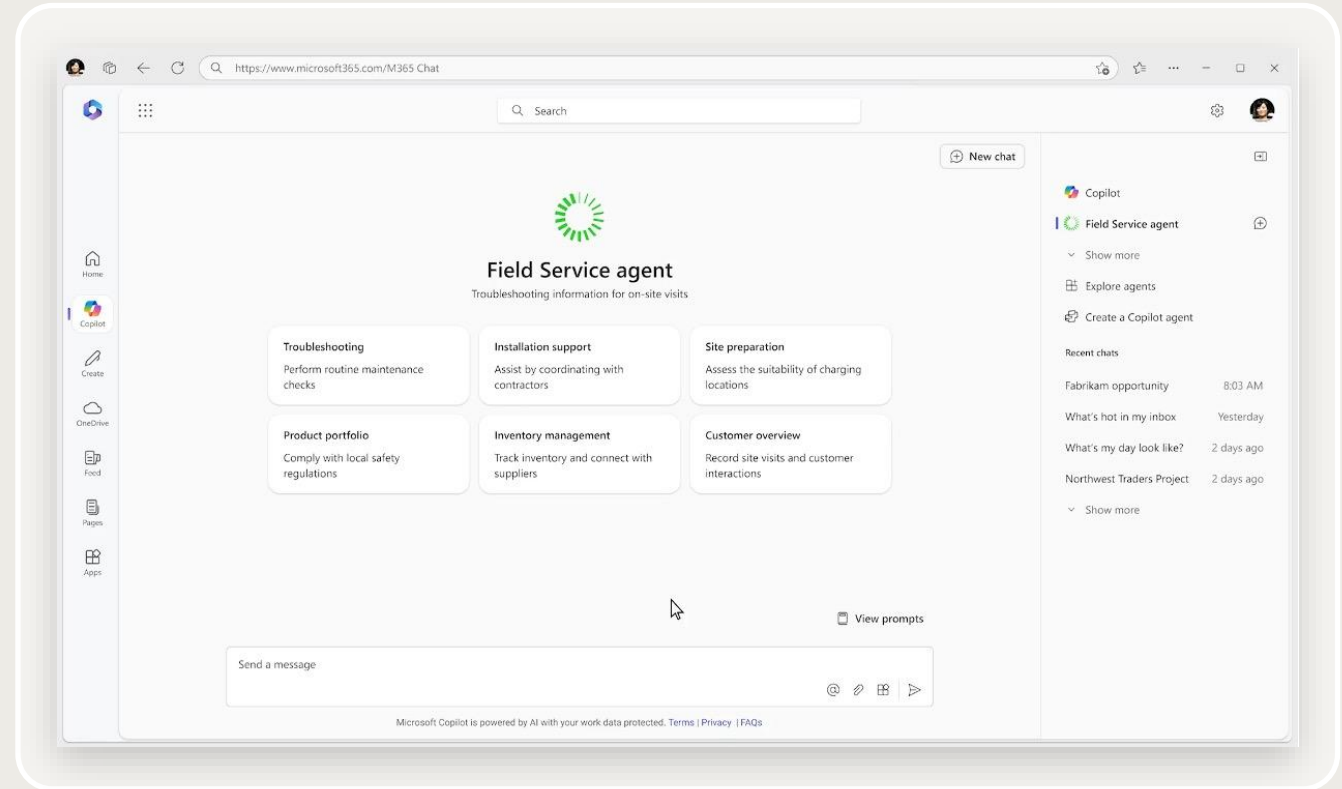 https://www.microsoft365.com/M365 Chat
Search
New chat
Home
Copilot
Create
OneDrive
Feed
Pages
Apps
Field Service agent
Troubleshooting information for on-site visits
Troubleshooting
Perform routine maintenance
checks
Installation support
Assist by coordinating with
contractors
Site preparation
Assess the suitability of charging
locations
Product portfolio
Comply with local safety
regulations
Inventory management
Track inventory and connect with
suppliers
Customer overview
Record site visits and customer
interactions
View prompts
Send a message
Microsoft Copilot is powered by AI with your work data protected. Terms | Privacy | FAQs
Copilot
Field Service agent
Show more
Explore agents
Create a Copilot agent
Recent chats
Fabrikam opportunity 8:03 AM
What's hot in my inbox Yesterday
What's my day look like? 2 days ago
Northwest Traders Project 2 days ago
Show more